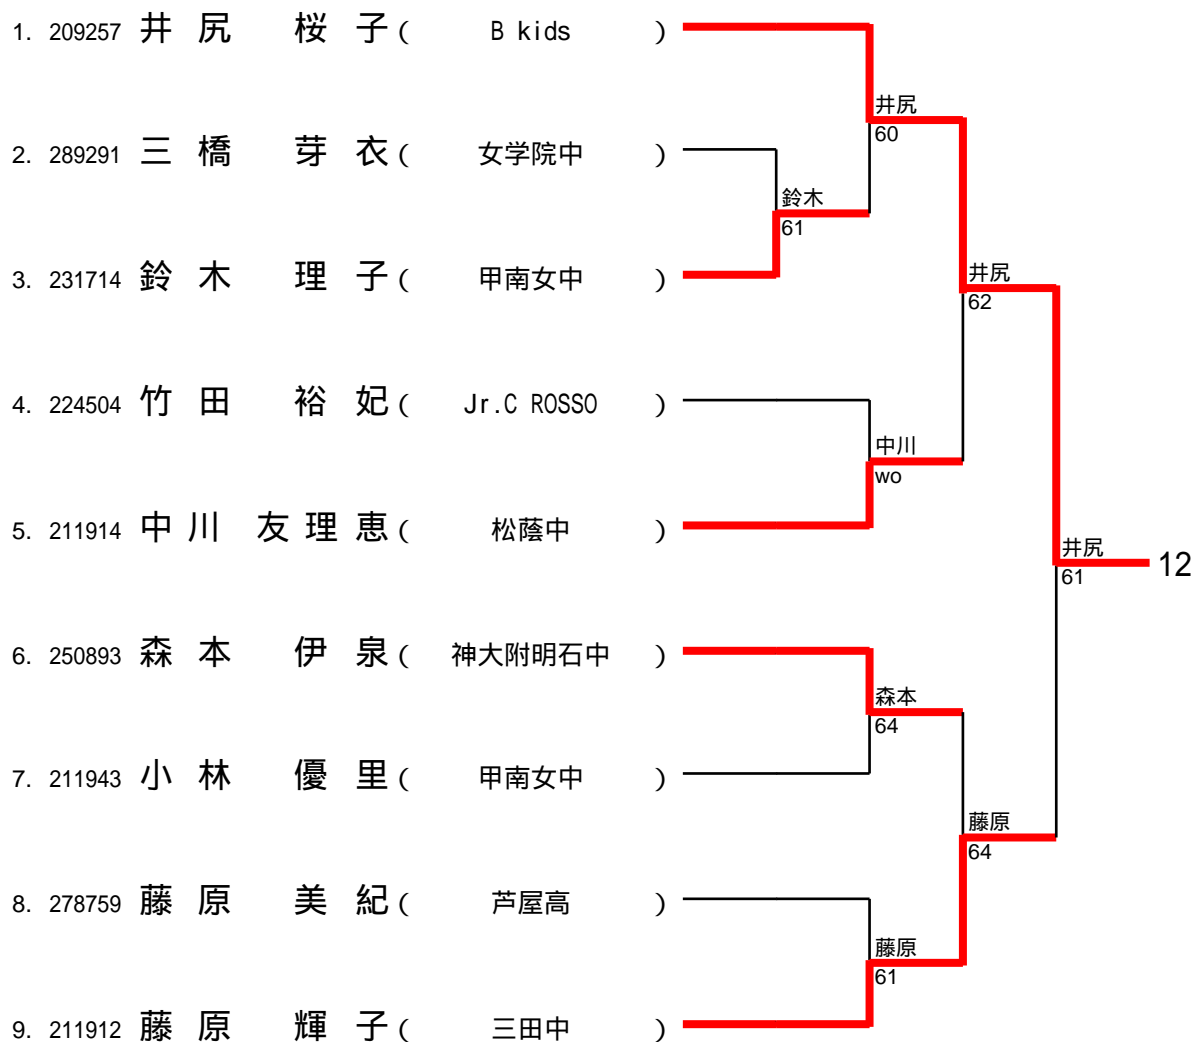 1. 209257 井尻 桜子 ( B kids )
井尻
60
2. 289291 三橋 芽衣 ( 女学院中 )
鈴木
61
3. 231714 鈴木 理子 ( 甲南女中 )
井尻
62
4. 224504 竹田 裕妃 ( Jr.C ROSSO )
中川
wo
5. 211914 中川 友理恵 ( 松蔭中 )
井尻
61
12
6. 250893 森本 伊泉 ( 神大附明石中 )
森本
64
7. 211943 小林 優里 ( 甲南女中 )
藤原
64
8. 278759 藤原 美紀 ( 芦屋高 )
藤原
61
9. 211912 藤原 輝子 ( 三田中 )